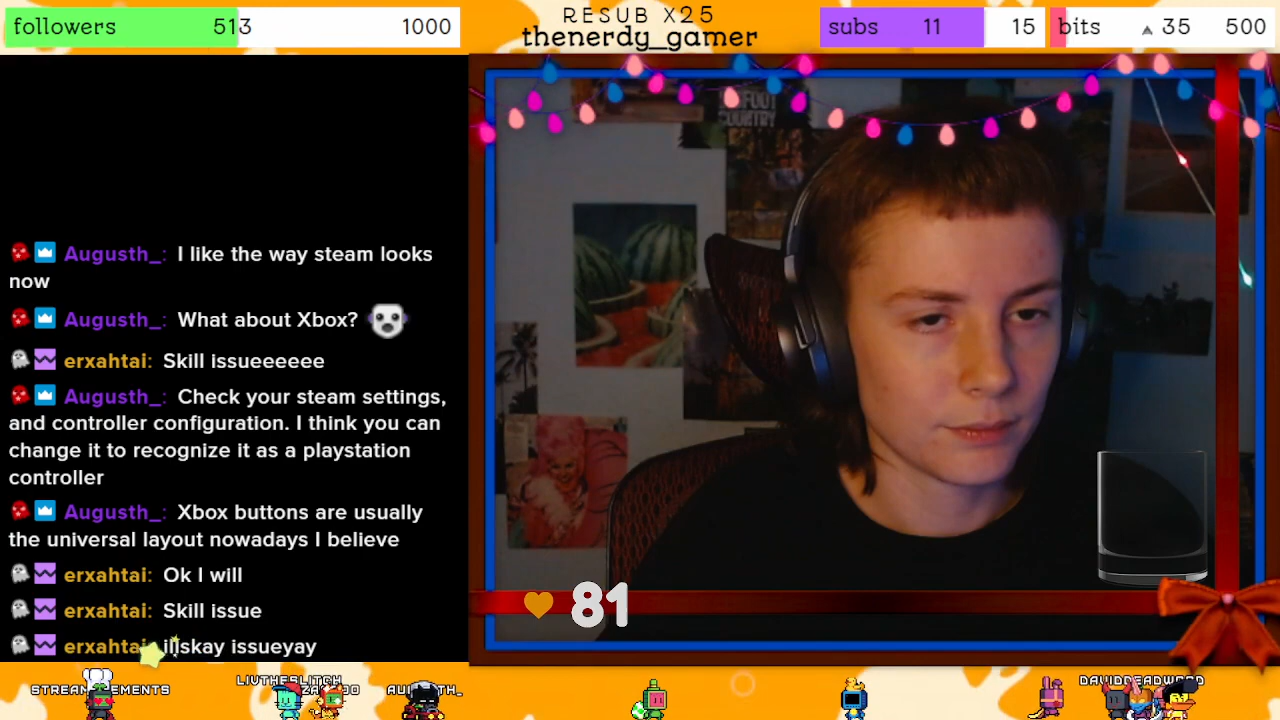 followers 513 1000
RESUB X25
thenerdy_gamer
subs 11 15
bits ▲ 35 500
COUNTRY
Augusth_: I like the way steam looks
now
Augusth_: What about Xbox?
erxahtai: Skill issueeeeee
Augusth_: Check your steam settings,
and controller configuration. I think you can
change it to recognize it as a playstation
controller
Augusth_: Xbox buttons are usually
the universal layout nowadays I believe
erxahtai: Ok I will
erxahtai: Skill issue
erxahtai: illskay issueyay
81
LIVTHESLITCH
DAVIDDEADWOOD